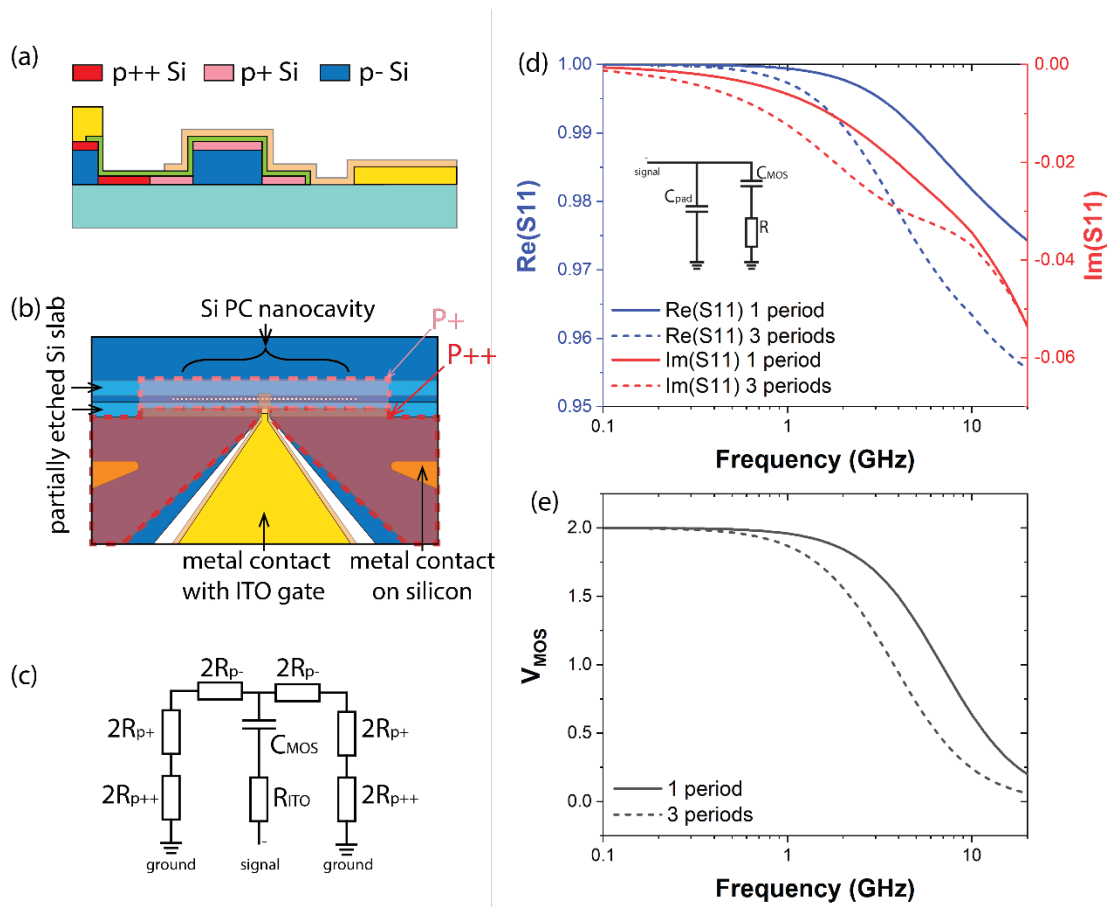 (a)
p++ Si
p+ Si
p- Si
(b)
Si PC nanocavity
P+
P++
partially etched Si slab
metal contact
with ITO gate
metal contact
on silicon
(c)
2Rp-
2Rp-
2Rp+
CMOS
2Rp+
2Rp++
RITO
2Rp++
-
ground
signal
ground
(d)
1.00
0.99
0.98
0.97
0.96
0.95
Re(S11)
0.00
-0.02
-0.04
-0.06
Im(S11)
-
signal
Cpad
CMOS
R
Re(S11) 1 period
Re(S11) 3 periods
Im(S11) 1 period
Im(S11) 3 periods
0.1
1
10
Frequency (GHz)
(e)
2.0
1.5
1.0
0.5
0.0
VMOS
1 period
3 periods
0.1
1
10
Frequency (GHz)